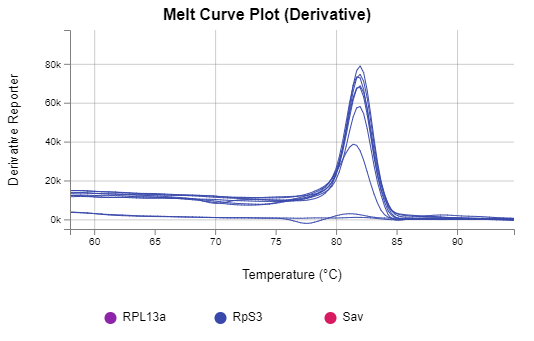 Melt Curve Plot (Derivative)
80k
60k
40k
20k
0k
Derivative Reporter
60
65
70
75
80
85
90
Temperature (°C)
RPL13a
RpS3
Sav